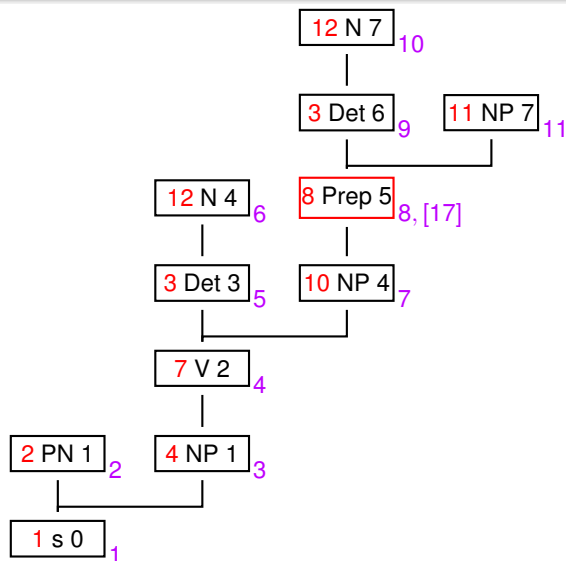 12 N 7 10
3 Det 6 9 11 NP 7 11
12 N 4 6 8 Prep 5 8, [17]
3 Det 3 5 10 NP 4 7
7 V 2 4
2 PN 1 2 4 NP 1 3
1 s 0 1